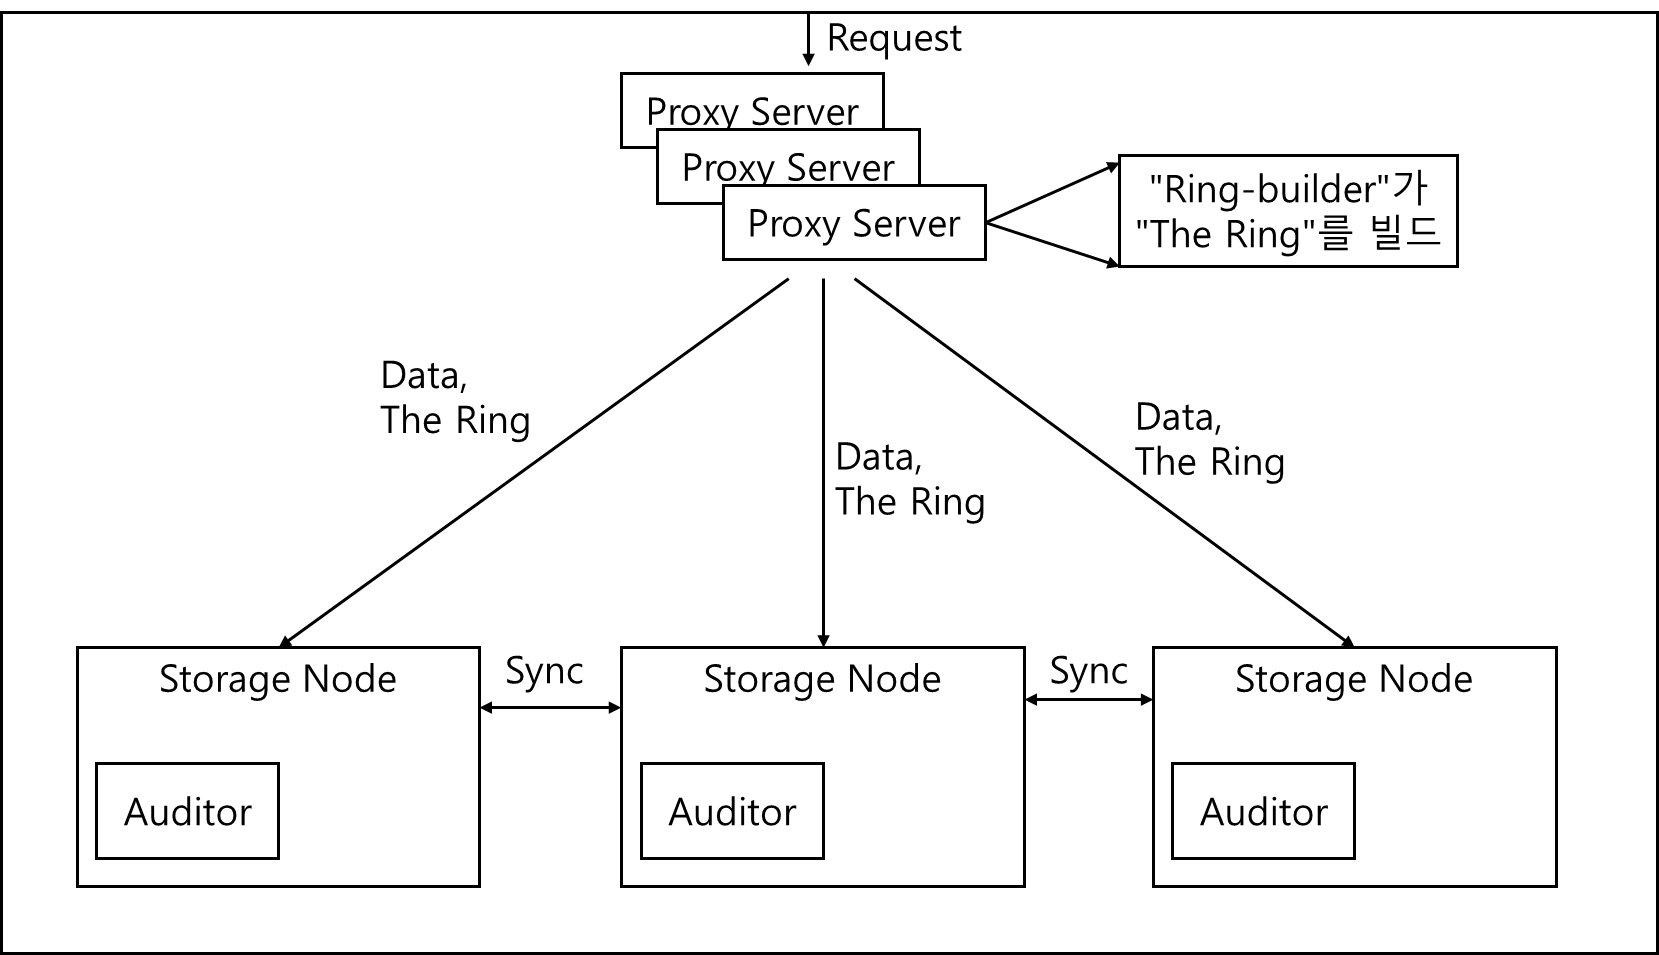 Request
Proxy Server
Proxy Server
Proxy Server
"Ring-builder"가
"The Ring"를 빌드
Data,
The Ring
Data,
The Ring
Data,
The Ring
Storage Node
Sync
Storage Node
Sync
Storage Node
Auditor
Auditor
Auditor